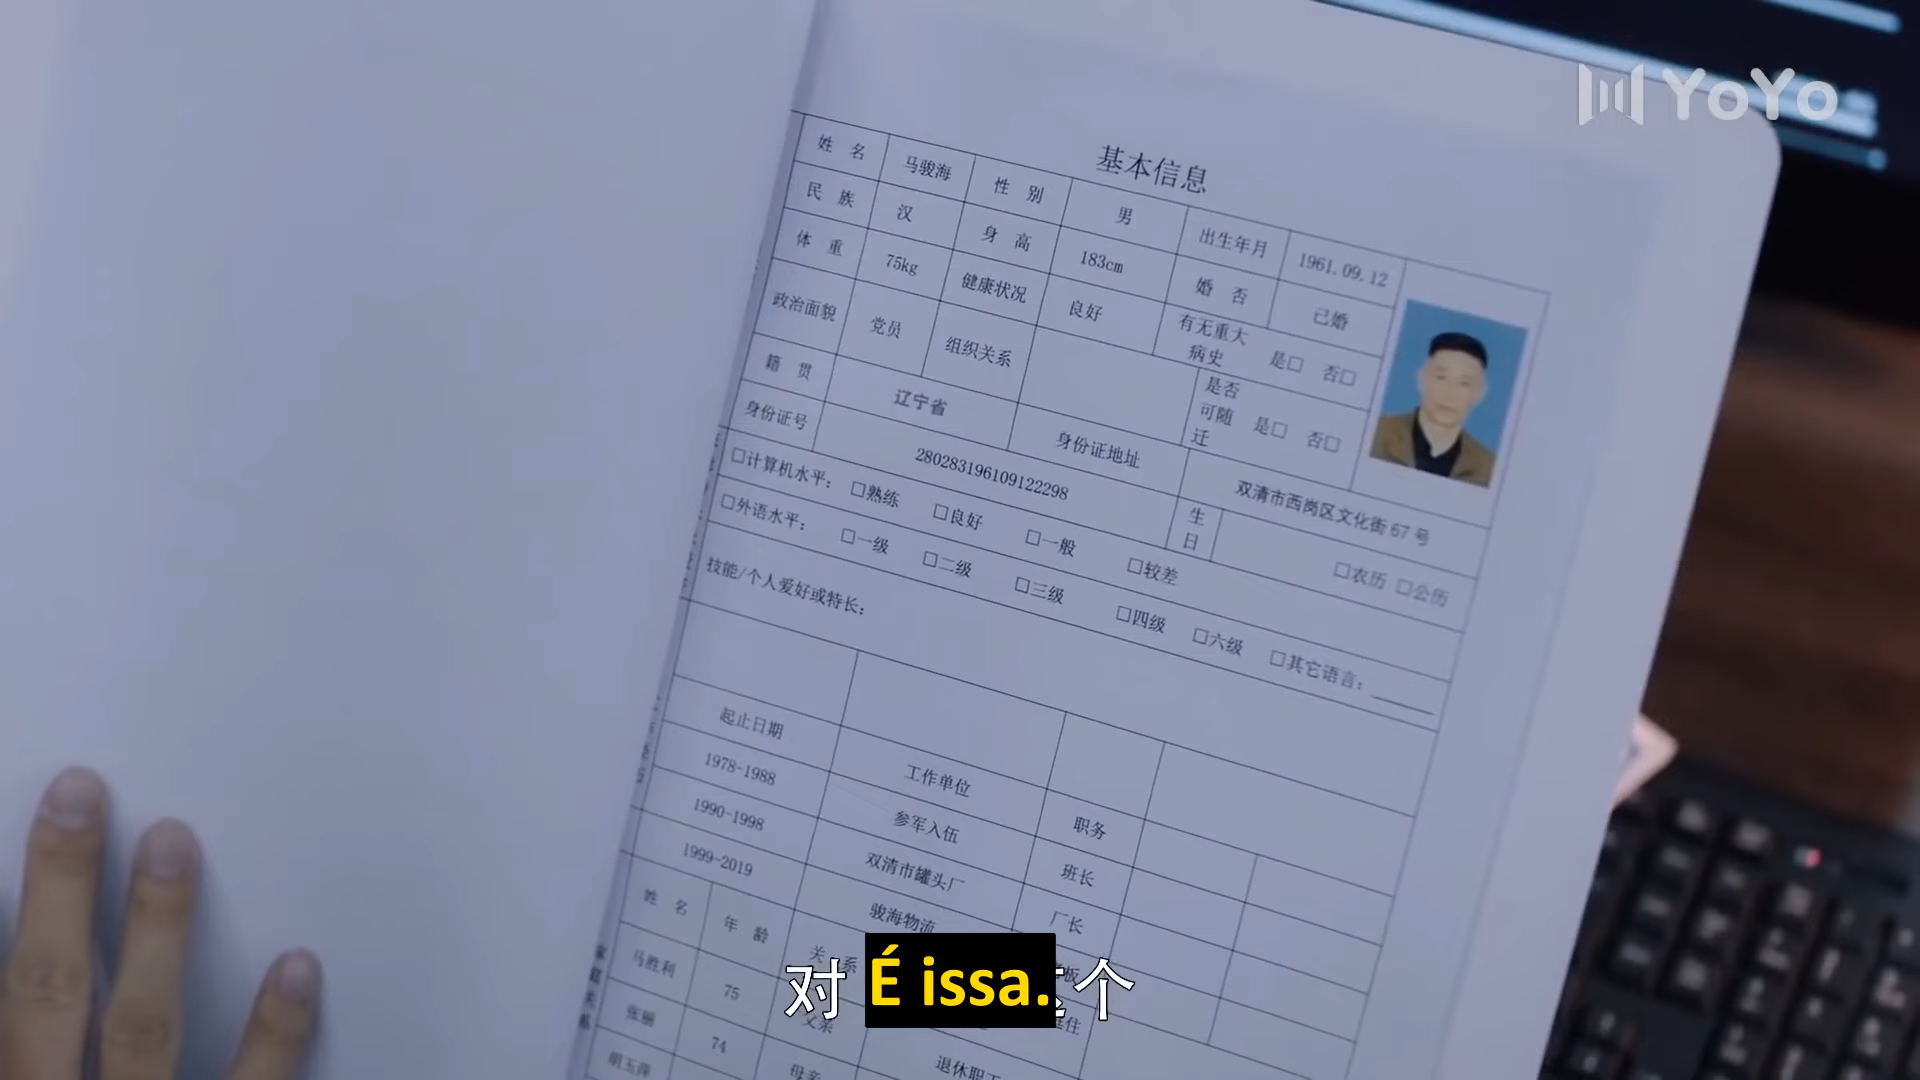 YoYo
基本信息
姓 名 马骏海 性 别 男 出生年月 1961.09.12
民 族 汉 身 高 183cm 婚 否 已婚
体 重 75kg 健康状况 良好 有无重大病史 是□ 否□
政治面貌 党员 组织关系 是否可随迁 是□ 否□
籍 贯 辽宁省 身份证地址 双清市西岗区文化街 67 号
身份证号 280283196109122298 生日 □农历 □公历
□计算机水平: □熟练 □良好 □一般 □较差
□外语水平: □一级 □二级 □三级 □四级 □六级 □其它语言:
技能/个人爱好或特长:
起止日期 工作单位 职务
1978-1988 参军入伍 班长
1990-1998 双清市罐头厂 厂长
1999-2019 骏海物流 老板
姓 名 年 龄 关 系
马胜利 75 父亲
张丽 74 母亲 退休职工
胡玉萍
对 这个
É issa.